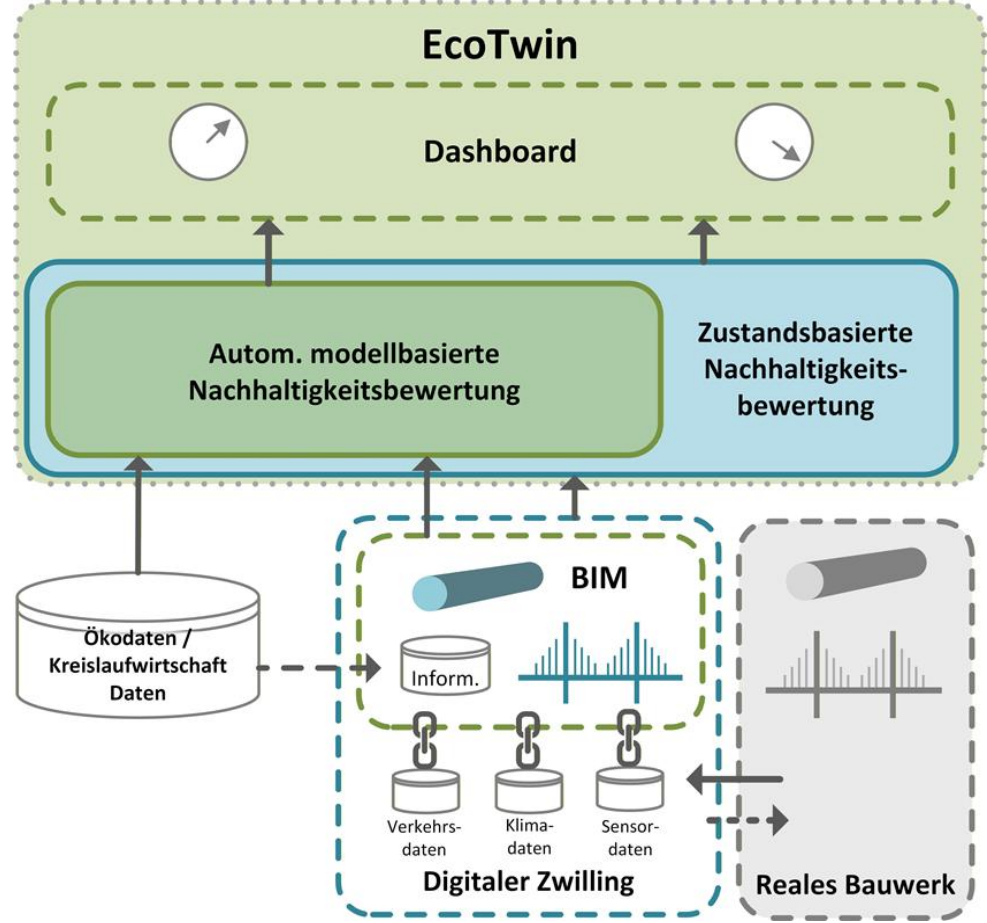 EcoTwin
Dashboard
Autom. modellbasierte
Nachhaltigkeitsbewertung
Zustandsbasierte
Nachhaltigkeits-
bewertung
Ökodaten /
Kreislaufwirtschaft
Daten
BIM
Inform.
Verkehrs-
daten
Klima-
daten
Sensor-
daten
Digitaler Zwilling
Reales Bauwerk